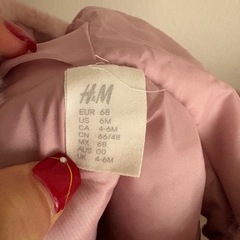 H&M
EUR 68
US 6M
CA 4-6M
CN 66/48
MX 68
AUS 00
UK 4-6M